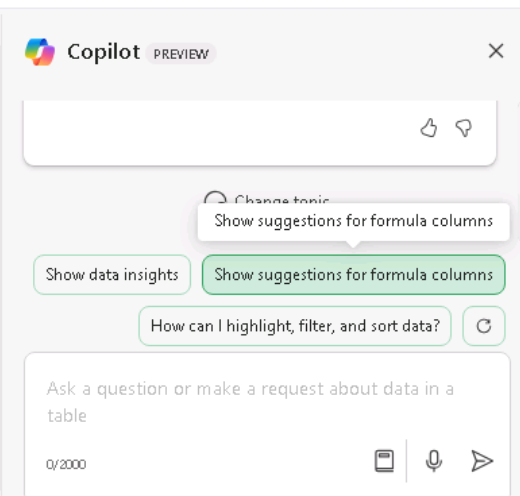 Copilot PREVIEW
Change topic
Show suggestions for formula columns
Show data insights
Show suggestions for formula columns
How can I highlight, filter, and sort data?
Ask a question or make a request about data in a
table
0/2000